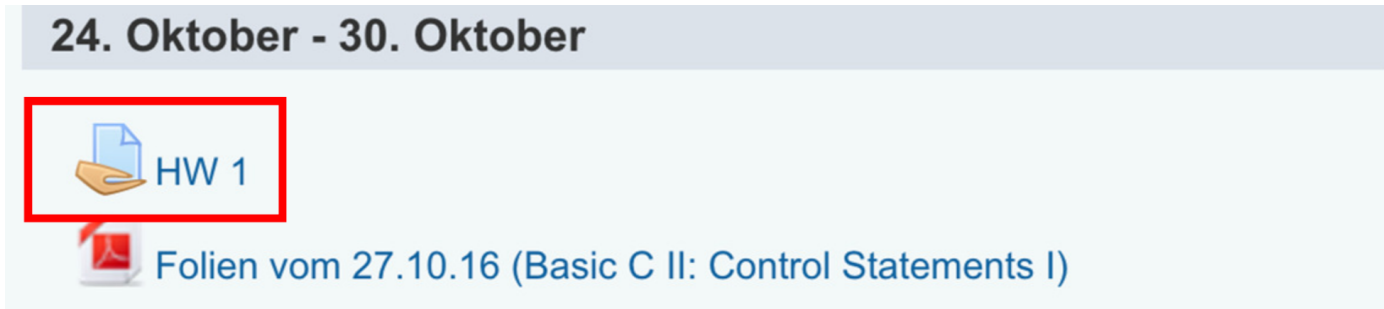 24. Oktober - 30. Oktober
HW 1
Folien vom 27.10.16 (Basic C II: Control Statements I)